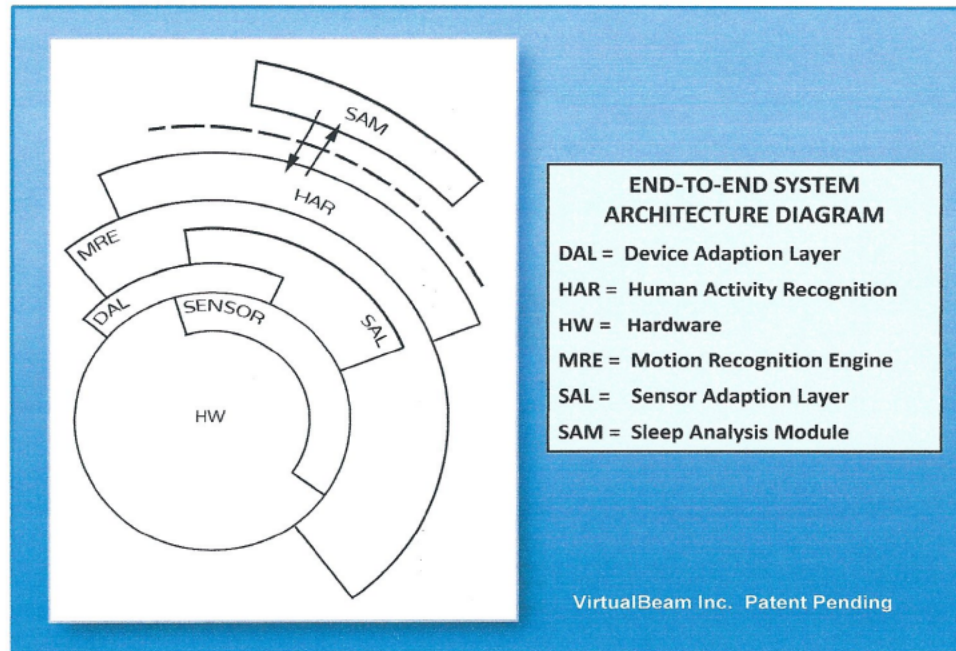 SAM
HAR
MRE
DAL
SENSOR
SAL
HW
END-TO-END SYSTEM
ARCHITECTURE DIAGRAM
DAL = Device Adaption Layer
HAR = Human Activity Recognition
HW = Hardware
MRE = Motion Recognition Engine
SAL = Sensor Adaption Layer
SAM = Sleep Analysis Module
VirtualBeam Inc. Patent Pending